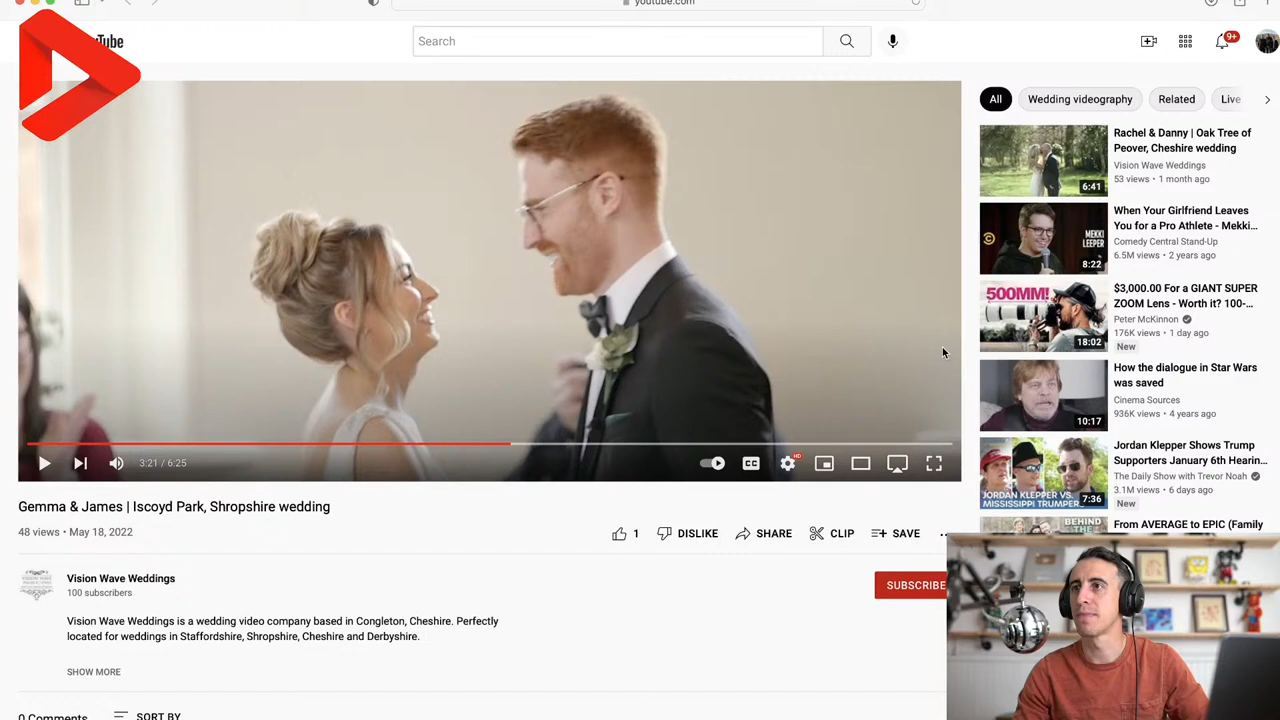 youtube.com
Tube
Search
9+
All
Wedding videography
Related
Live
Rachel & Danny | Oak Tree of
Peover, Cheshire wedding
Vision Wave Weddings
53 views • 1 month ago
6:41
When Your Girlfriend Leaves
You for a Pro Athlete - Mekki...
Comedy Central Stand-Up
6.5M views • 2 years ago
MEKKI
LEEPER
8:22
$3,000.00 For a GIANT SUPER
ZOOM Lens - Worth it? 100-...
Peter McKinnon
176K views • 1 day ago
New
500MM!
18:02
How the dialogue in Star Wars
was saved
Cinema Sources
936K views • 4 years ago
10:17
Jordan Klepper Shows Trump
Supporters January 6th Hearin...
The Daily Show with Trevor Noah
3.1M views • 6 days ago
New
JORDAN KLEPPER VS.
MISSISSIPPI TRUMPERS
7:36
From AVERAGE to EPIC (Family
BEHIND
THE
3:21 / 6:25
CC
HD
Gemma & James | Iscoyd Park, Shropshire wedding
48 views • May 18, 2022
1
DISLIKE
SHARE
CLIP
SAVE
Vision Wave Weddings
100 subscribers
SUBSCRIBE
Vision Wave Weddings is a wedding video company based in Congleton, Cheshire. Perfectly
located for weddings in Staffordshire, Shropshire, Cheshire and Derbyshire.
SHOW MORE
0 Comments
SORT BY